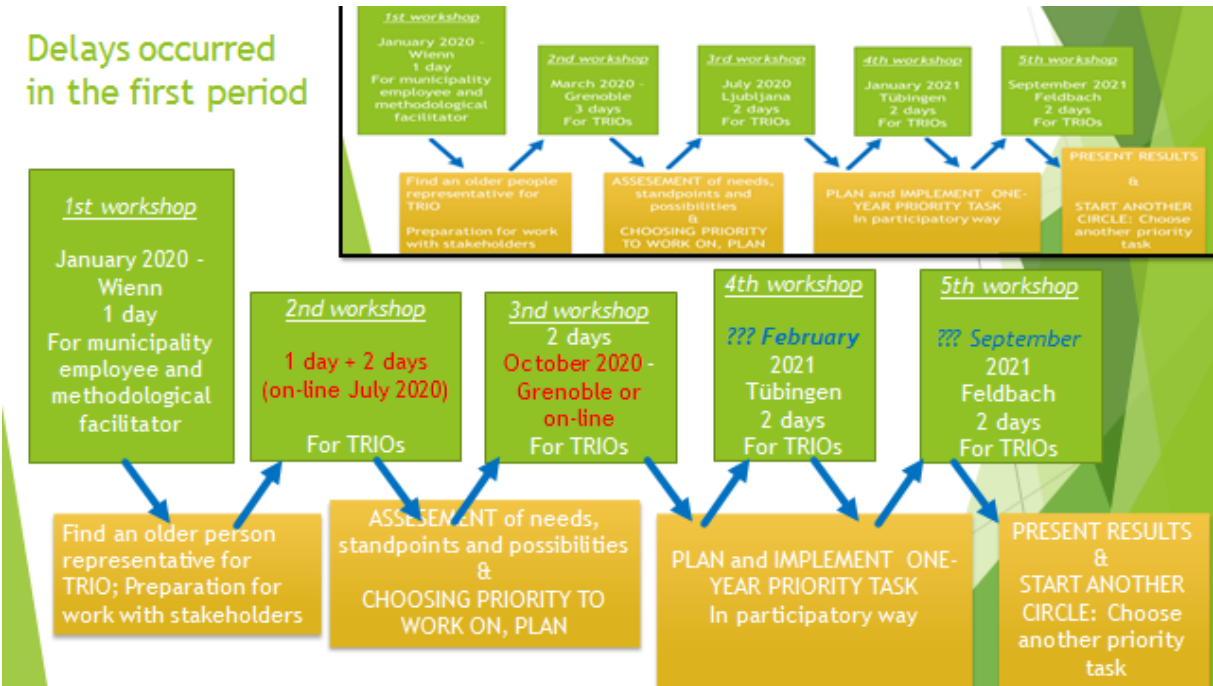 Delays occurred
in the first period
1st workshop
January 2020 -
Wienn
1 day
For municipality
employee and
methodological
facilitator
2nd workshop
March 2020 -
Grenoble
3 days
For TRIOs
3rd workshop
July 2020
Ljubljana
2 days
For TRIOs
4th workshop
January 2021
Tübingen
2 days
For TRIOs
5th workshop
September 2021
Feldbach
2 days
For TRIOs
Find an older people
representative for
TRIO
Preparation for work
with stakeholders
ASSESEMENT of needs,
standpoints and
possibilities
&
CHOOSING PRIORITY
TO WORK ON, PLAN
PLAN and IMPLEMENT ONE-
YEAR PRIORITY TASK
In participatory way
PRESENT RESULTS
&
START ANOTHER
CIRCLE: Choose
another priority
task
1st workshop
January 2020 -
Wienn
1 day
For municipality
employee and
methodological
facilitator
2nd workshop
1 day + 2 days
(on-line July 2020)
For TRIOs
3rd workshop
2 days
October 2020 -
Grenoble or
on-line
For TRIOs
4th workshop
??? February
2021
Tübingen
2 days
For TRIOs
5th workshop
??? September
2021
Feldbach
2 days
For TRIOs
Find an older person
representative for
TRIO; Preparation for
work with stakeholders
ASSESEMENT of needs,
standpoints and possibilities
&
CHOOSING PRIORITY TO
WORK ON, PLAN
PLAN and IMPLEMENT ONE-
YEAR PRIORITY TASK
In participatory way
PRESENT RESULTS
&
START ANOTHER
CIRCLE: Choose
another priority
task